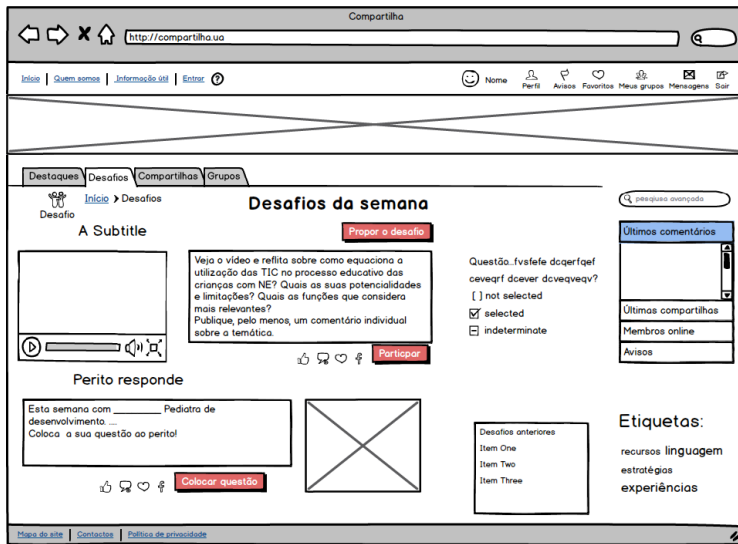 Compartilha
http://compartilha.ua
Início Quem somos Informação útil Entrar ?
Nome Perfil Avisos Favoritos Meus grupos Mensagens Sair
Destaques Desafios Compartilhas Grupos
Desafio
Início Desafios
Desafios da semana
pesqiusa avançada
A Subtitle
Propor o desafio
Veja o vídeo e reflita sobre como equaciona a
utilização das TIC no processo educativo das
crianças com NE? Quais as suas potencialidades
e limitações? Quais as funções que considera
mais relevantes?
Publique, pelo menos, um comentário individual
sobre a temática.
Particpar
Questão...fvsfefe dcqerfqef
ceveqrf dcever dcveqveqv?
[ ] not selected
selected
indeterminate
Últimos comentários
Últimas compartilhas
Membros online
Avisos
Perito responde
Esta semana com __________ Pediatra de
desenvolvimento. ....
Coloca a sua questão ao perito!
Colocar questão
Desafios anteriores
Item One
Item Two
Item Three
Etiquetas:
recursos linguagem
estratégias
experiências
Mapa do site Contactos Política de privacidade